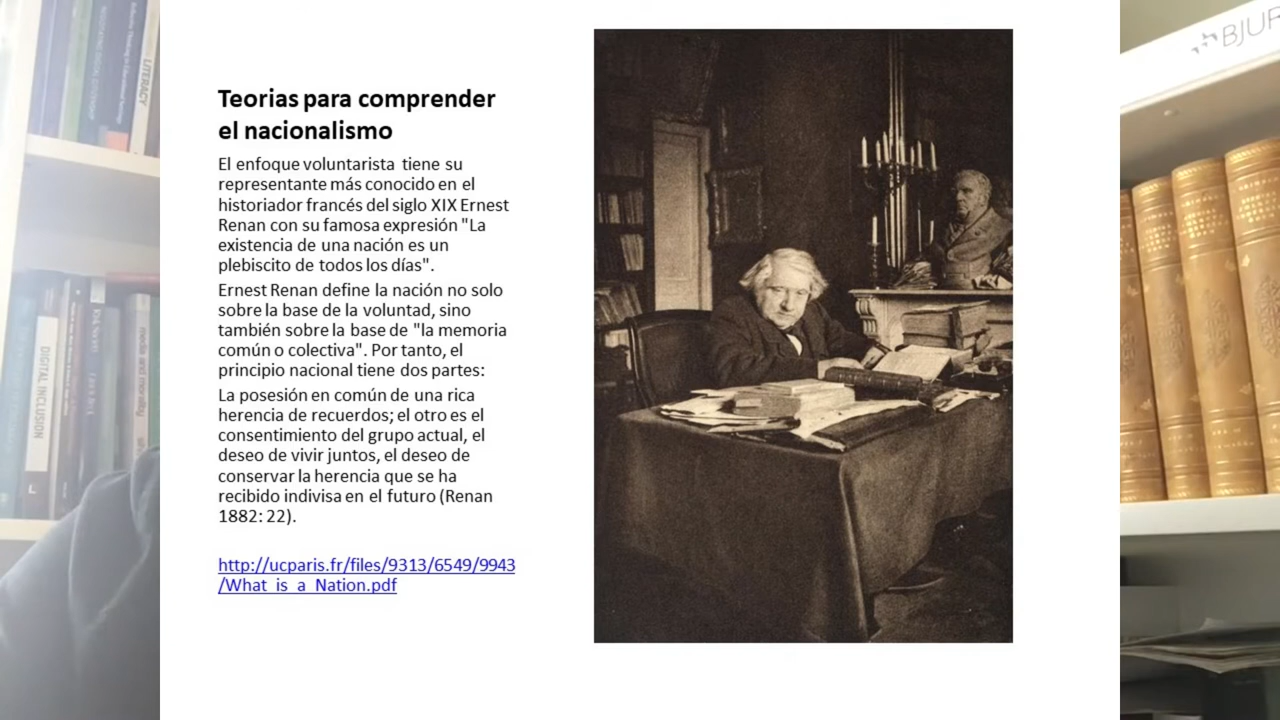 LITERACY
DIGITAL INCLUSION
media and morality
Teorias para comprender
el nacionalismo
El enfoque voluntarista tiene su
representante más conocido en el
historiador francés del siglo XIX Ernest
Renan con su famosa expresión "La
existencia de una nación es un
plebiscito de todos los días".
Ernest Renan define la nación no solo
sobre la base de la voluntad, sino
también sobre la base de "la memoria
común o colectiva". Por tanto, el
principio nacional tiene dos partes:
La posesión en común de una rica
herencia de recuerdos; el otro es el
consentimiento del grupo actual, el
deseo de vivir juntos, el deseo de
conservar la herencia que se ha
recibido indivisa en el futuro (Renan
1882: 22).
http://ucparis.fr/files/9313/6549/9943
/What_is_a_Nation.pdf
BJUR